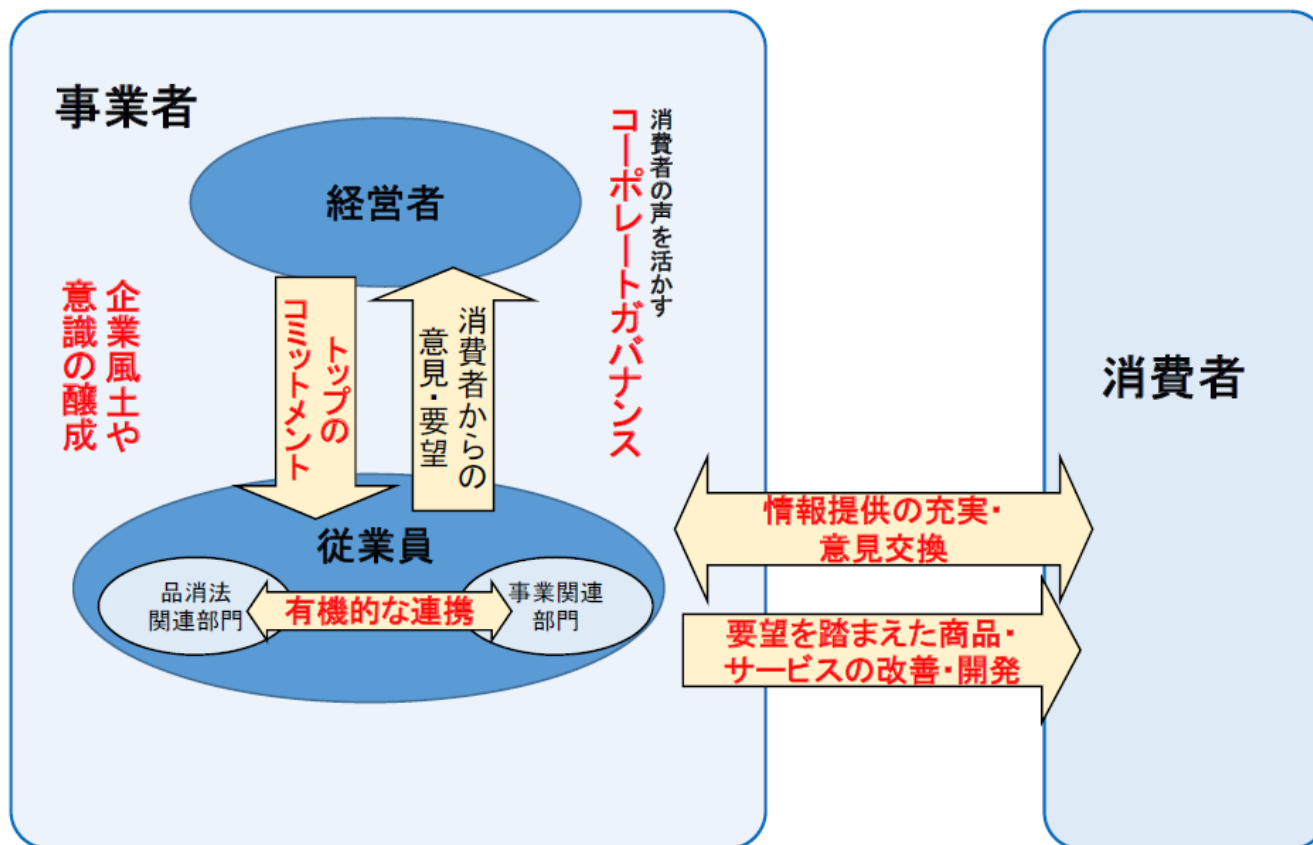 事業者
経営者
消費者の声を活かす
コーポレートガバナンス
企業風土や
意識の醸成
トップの
コミットメント
消費者からの
意見・要望
従業員
品消法
関連部門
有機的な連携
事業関連
部門
消費者
情報提供の充実・
意見交換
要望を踏まえた商品・
サービスの改善・開発